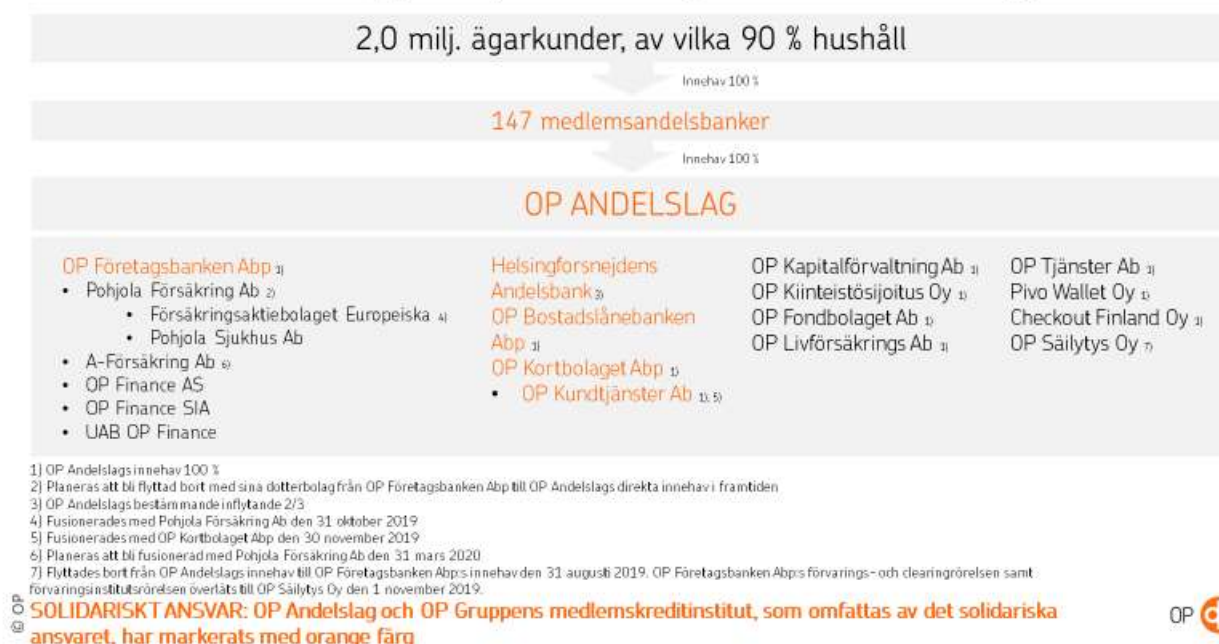 2,0 milj. ägarkunder, av vilka 90 % hushåll
Innehav 100 %
147 medlemsandelsbanker
Innehav 100 %
OP ANDELSLAG
OP Företagsbanken Abp 1)
• Pohjola Försäkring Ab 2)
• Försäkringsaktiebolaget Europeiska 4)
• Pohjola Sjukhus Ab
• A-Försäkring Ab 6)
• OP Finance AS
• OP Finance SIA
• UAB OP Finance
Helsingforsnejdens
Andelsbank 3)
OP Bostadslånebanken
Abp 1)
OP Kortbolaget Abp 1)
• OP Kundtjänster Ab 1), 5)
OP Kapitalförvaltning Ab 1)
OP Kiinteistösijoitus Oy 1)
OP Fondbolaget Ab 1)
OP Livförsäkrings Ab 1)
OP Tjänster Ab 1)
Pivo Wallet Oy 1)
Checkout Finland Oy 1)
OP Säilytys Oy 7)
1) OP Andelslags innehav 100 %
2) Planeras att bli flyttad bort med sina dotterbolag från OP Företagsbanken Abp till OP Andelslags direkta innehav i framtiden
3) OP Andelslags bestämmande inflytande 2/3
4) Fusionerades med Pohjola Försäkring Ab den 31 oktober 2019
5) Fusionerades med OP Kortbolaget Abp den 30 november 2019
6) Planeras att bli fusionerad med Pohjola Försäkring Ab den 31 mars 2020
7) Flyttades bort från OP Andelslags innehav till OP Företagsbanken Abp:s innehav den 31 augusti 2019. OP Företagsbanken Abp:s förvarings- och clearingrörelsen samt
förvaringsinstitutsrörelsen överläts till OP Säilytys Oy den 1 november 2019.
SOLIDARISKT ANSVAR: OP Andelslag och OP Gruppens medlemskreditinstitut, som omfattas av det solidariska
ansvaret, har markerats med orange färg
© OP
OP